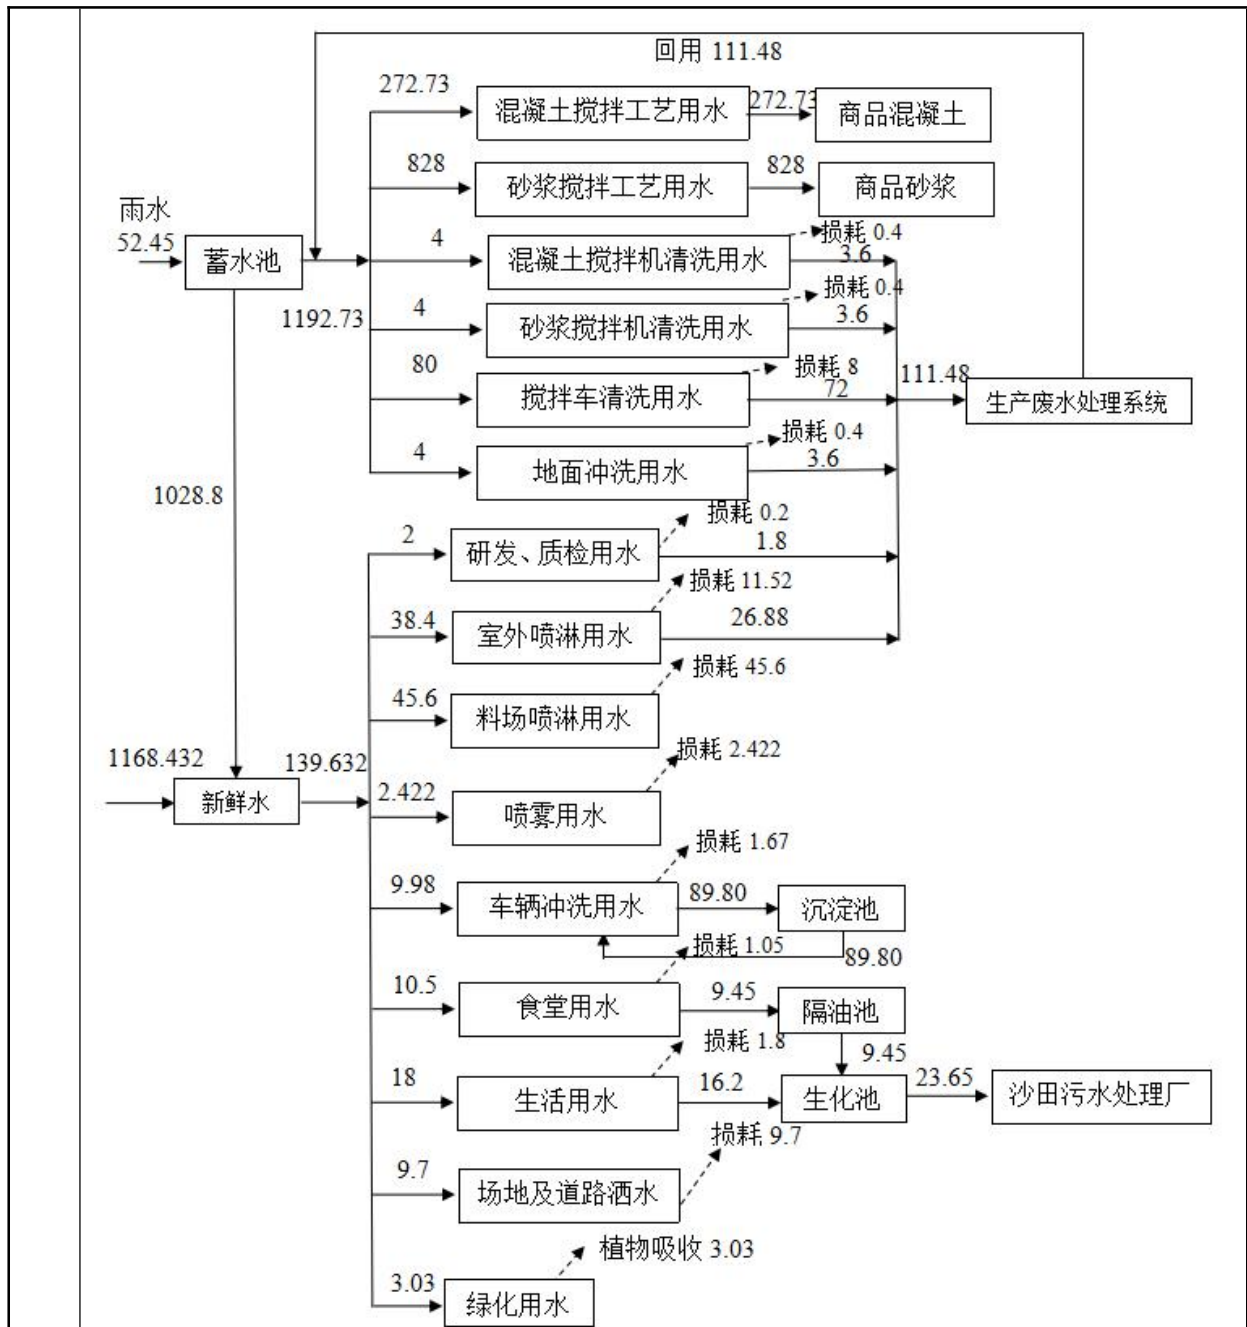 回用 111.48
272.73
混凝土搅拌工艺用水
272.73
商品混凝土
828
砂浆搅拌工艺用水
828
商品砂浆
雨水
52.45
蓄水池
4
混凝土搅拌机清洗用水
损耗 0.4
3.6
1192.73
4
砂浆搅拌机清洗用水
损耗 0.4
3.6
80
搅拌车清洗用水
损耗 8
72
111.48
生产废水处理系统
4
地面冲洗用水
损耗 0.4
3.6
1028.8
2
研发、质检用水
损耗 0.2
1.8
38.4
室外喷淋用水
损耗 11.52
26.88
45.6
料场喷淋用水
损耗 45.6
1168.432
新鲜水
139.632
2.422
喷雾用水
损耗 2.422
9.98
车辆冲洗用水
损耗 1.67
89.80
沉淀池
89.80
10.5
食堂用水
损耗 1.05
9.45
隔油池
9.45
18
生活用水
损耗 1.8
16.2
生化池
23.65
沙田污水处理厂
9.7
场地及道路洒水
损耗 9.7
3.03
绿化用水
植物吸收 3.03